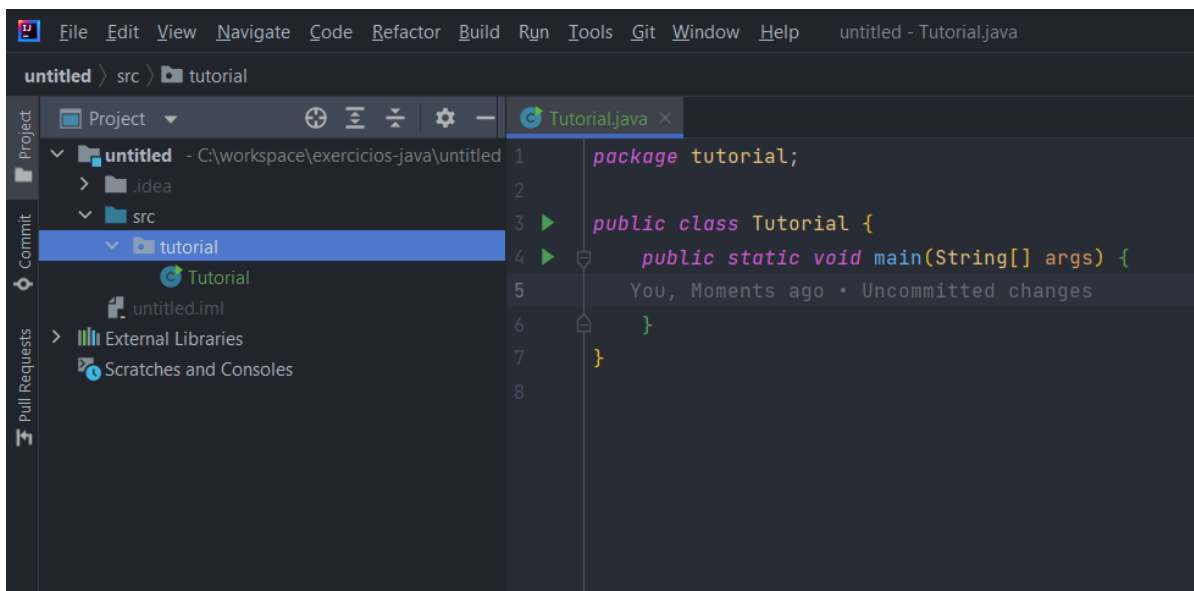 File Edit View Navigate Code Refactor Build Run Tools Git Window Help untitled - Tutorial.java
untitled src tutorial
Project
Commit
Pull Requests
Project
untitled - C:\workspace\exercicios-java\untitled
.idea
src
tutorial
Tutorial
untitled.iml
External Libraries
Scratches and Consoles
Tutorial.java
1 package tutorial;
2
3 public class Tutorial {
4 public static void main(String[] args) {
5 You, Moments ago • Uncommitted changes
6 }
7 }
8